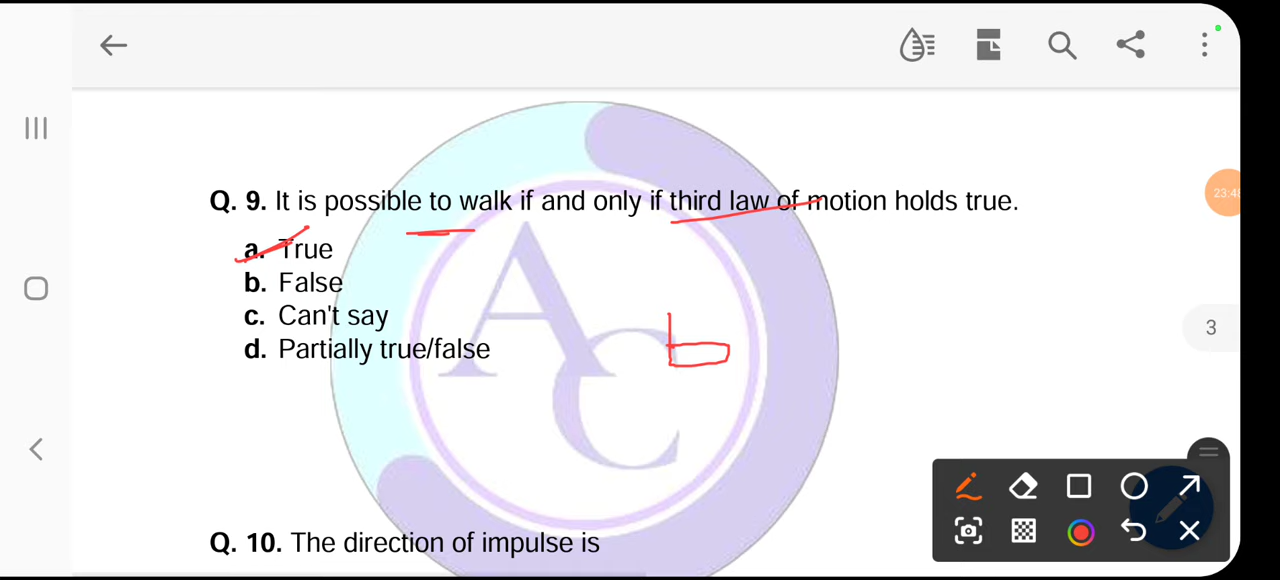 Q. 9. It is possible to walk if and only if third law of motion holds true.
a. True
b. False
c. Can't say
d. Partially true/false
AC
3
Q. 10. The direction of impulse is